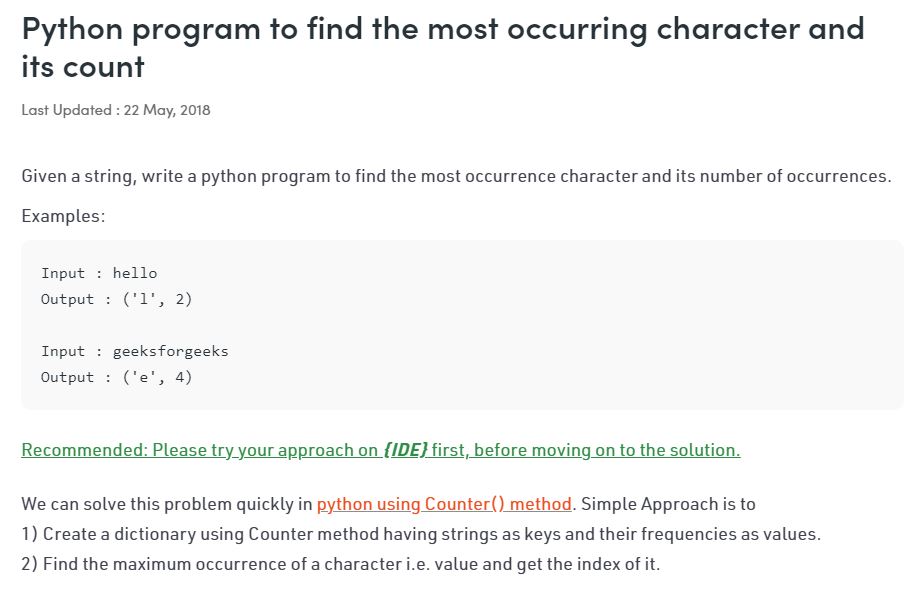 Python program to find the most occurring character and
its count
Last Updated : 22 May, 2018
Given a string, write a python program to find the most occurrence character and its number of occurrences.
Examples:
Input : hello
Output : ('l', 2)
Input : geeksforgeeks
Output : ('e', 4)
Recommended: Please try your approach on {IDE} first, before moving on to the solution.
We can solve this problem quickly in python using Counter() method. Simple Approach is to
1) Create a dictionary using Counter method having strings as keys and their frequencies as values.
2) Find the maximum occurrence of a character i.e. value and get the index of it.